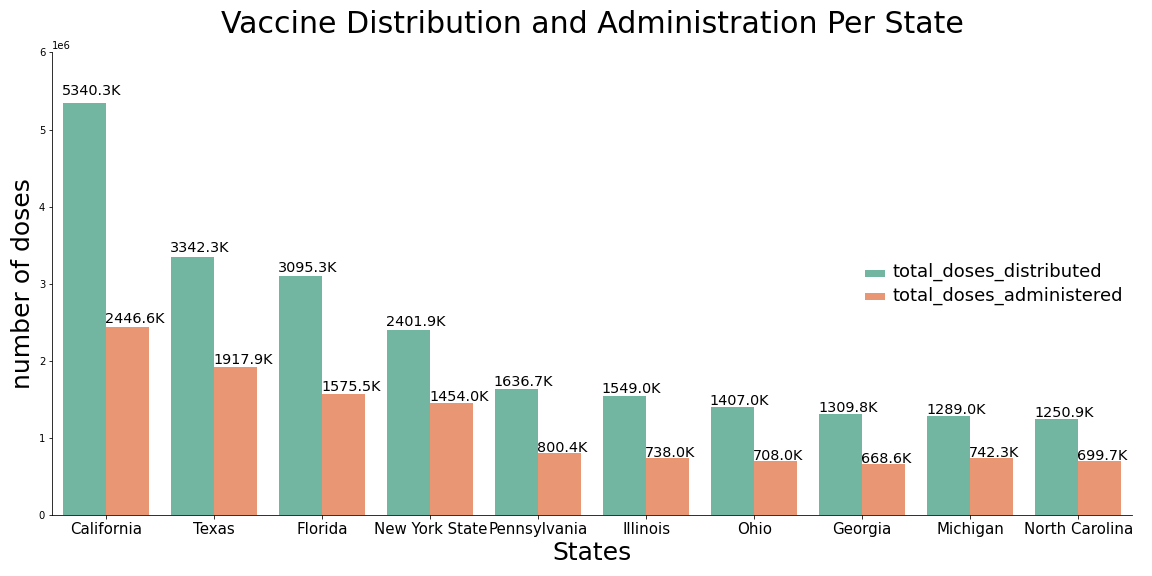 Vaccine Distribution and Administration Per State
1e6
6
5
4
3
2
1
0
number of doses
5340.3K
2446.6K
3342.3K
1917.9K
3095.3K
1575.5K
2401.9K
1454.0K
1636.7K
800.4K
1549.0K
738.0K
1407.0K
708.0K
1309.8K
668.6K
1289.0K
742.3K
1250.9K
699.7K
total_doses_distributed
total_doses_administered
California Texas Florida New York State Pennsylvania Illinois Ohio Georgia Michigan North Carolina
States